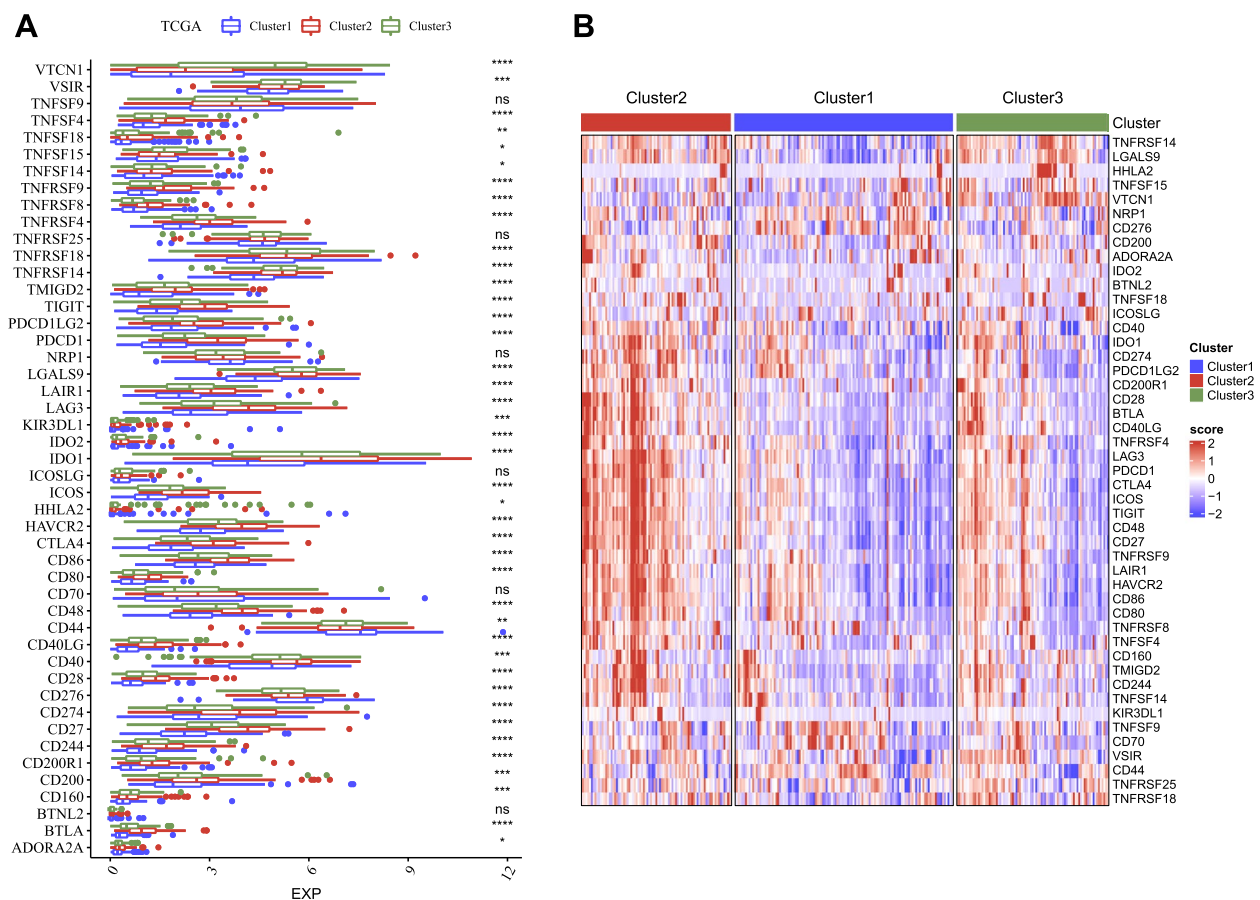 A
TCGA Cluster1 Cluster2 Cluster3
VTCN1 ****
VSIR ***
TNFSF9 ns
TNFSF4 ****
TNFSF18 **
TNFSF15 *
TNFSF14 *
TNFRSF9 ****
TNFRSF8 ****
TNFRSF4 ****
TNFRSF25 ns
TNFRSF18 ****
TNFRSF14 ****
TMIGD2 ****
TIGIT ****
PDCD1LG2 ****
PDCD1 ****
NRP1 ns
LGALS9 ****
LAIR1 ****
LAG3 ****
KIR3DL1 ***
IDO2 ****
IDO1 ****
ICOSLG ns
ICOS ****
HHLA2 *
HAVCR2 ****
CTLA4 ****
CD86 ****
CD80 ****
CD70 ns
CD48 ****
CD44 **
CD40LG ****
CD40 ***
CD28 ****
CD276 ****
CD274 ****
CD27 ****
CD244 ****
CD200R1 ****
CD200 ***
CD160 ***
BTNL2 ns
BTLA ****
ADORA2A *
0 3 6 9 12
EXP
B
Cluster2 Cluster1 Cluster3
Cluster
TNFRSF14
LGALS9
HHLA2
TNFSF15
VTCN1
NRP1
CD276
CD200
ADORA2A
IDO2
BTNL2
TNFSF18
ICOSLG
CD40
IDO1
CD274
PDCD1LG2
CD200R1
CD28
BTLA
CD40LG
TNFRSF4
LAG3
PDCD1
CTLA4
ICOS
TIGIT
CD48
CD27
TNFRSF9
LAIR1
HAVCR2
CD86
CD80
TNFRSF8
TNFSF4
CD160
TMIGD2
CD244
TNFSF14
KIR3DL1
TNFSF9
CD70
VSIR
CD44
TNFRSF25
TNFRSF18
Cluster
Cluster1
Cluster2
Cluster3
score
2
1
0
−1
−2